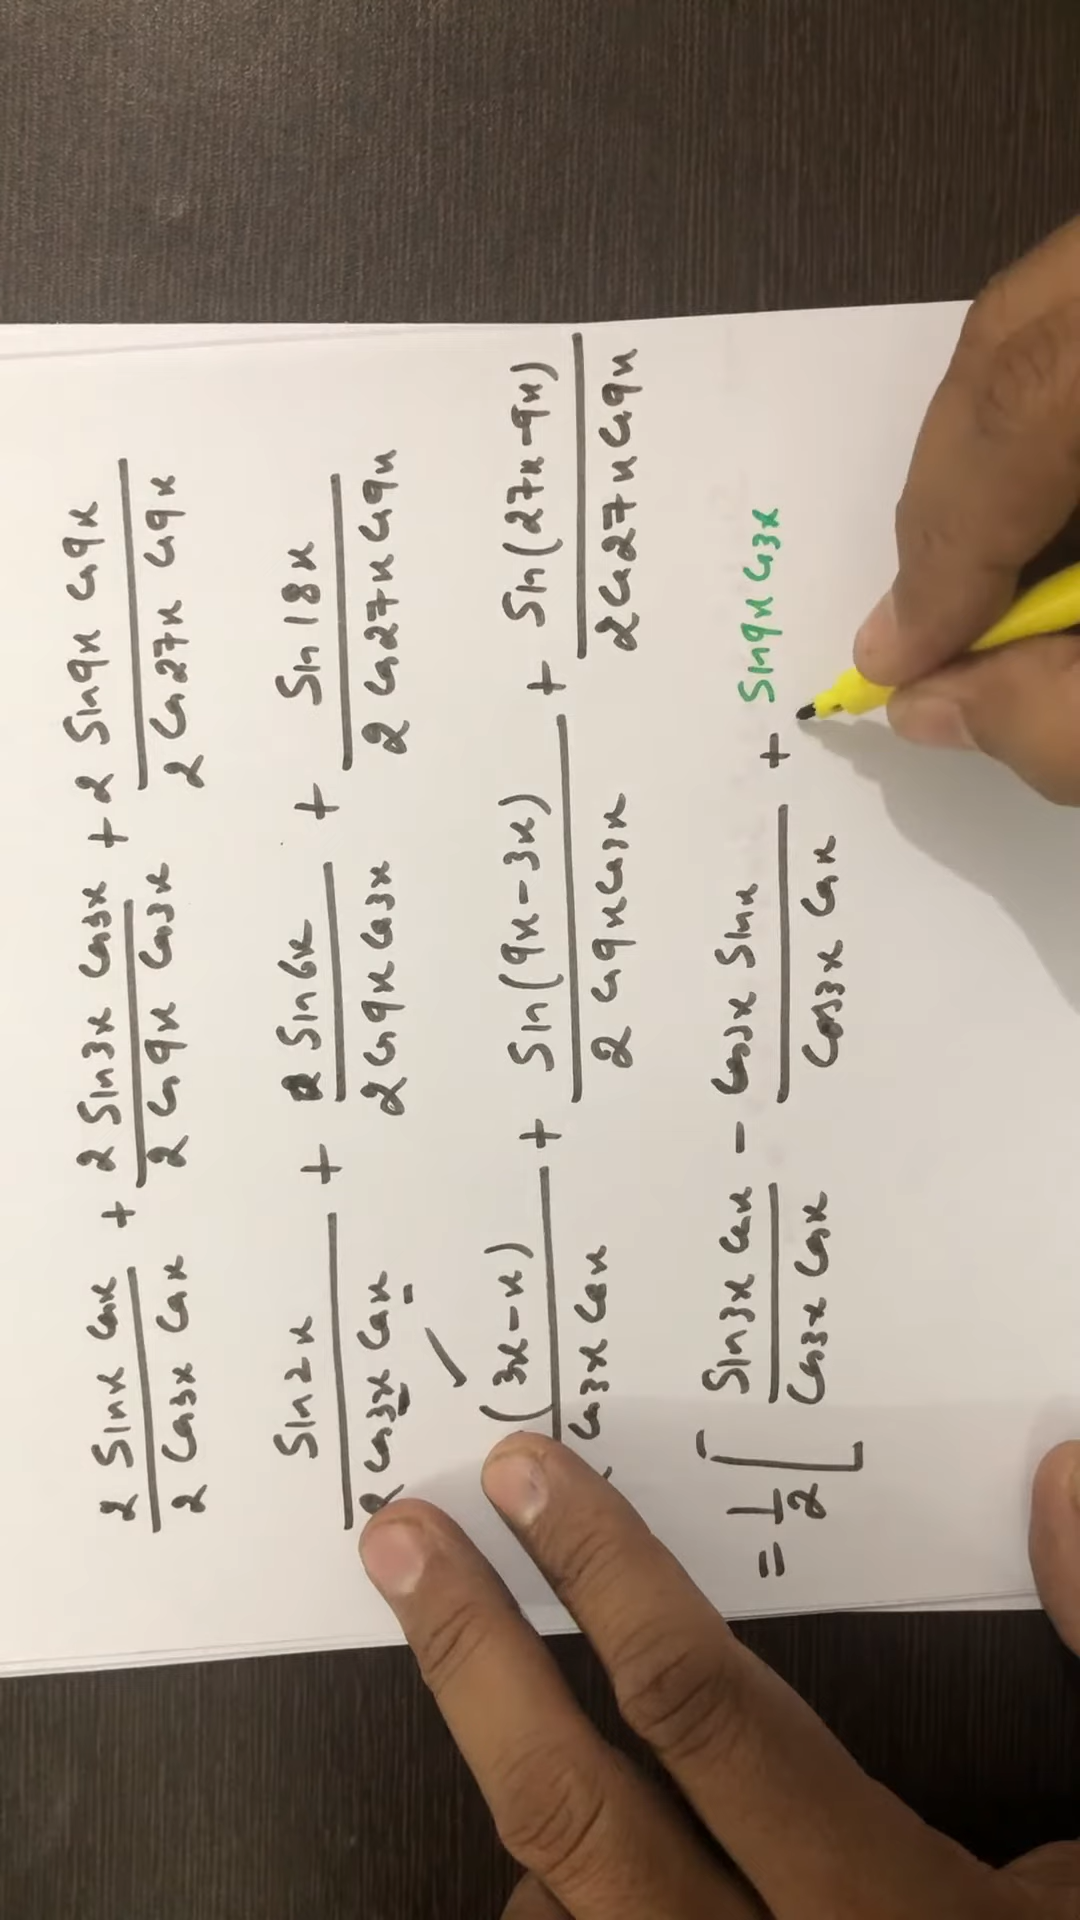 2 Sinx Cosx / 2 Cos3x Cosx + 2 Sin3x Cos3x / 2 Cos9x Cos3x + 2 Sin9x Cos9x / 2 Cos27x Cos9x
Sin2x / 2 Cos3x Cosx + Sin6x / 2 Cos9x Cos3x + Sin18x / 2 Cos27x Cos9x
(3x-x) / Cos3x Cosx + Sin(9x-3x) / 2 Cos9x Cos3x + Sin(27x-9x) / 2 Cos27x Cos9x
= 1/2 [ Sin3x Cosx / Cos3x Cosx - Cos3x Sinx / Cos3x Cosx + Sin9x Cos3x